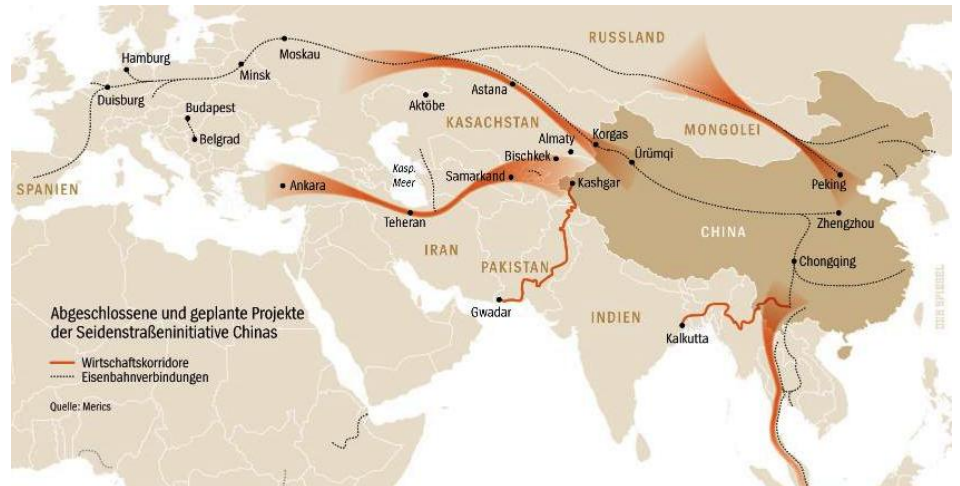 RUSSLAND
Moskau
Hamburg
Minsk
Duisburg
Astana
Budapest
Aktöbe
KASACHSTAN
MONGOLEI
Belgrad
Almaty
Korgas
Bischkek
Ürümqi
Kasp.
Meer
Samarkand
Kashgar
Peking
SPANIEN
Ankara
Teheran
Zhengzhou
CHINA
IRAN
PAKISTAN
Chongqing
Gwadar
INDIEN
Kalkutta
DER SPIEGEL
Abgeschlossene und geplante Projekte
der Seidenstraßeninitiative Chinas
Wirtschaftskorridore
Eisenbahnverbindungen
Quelle: Merics